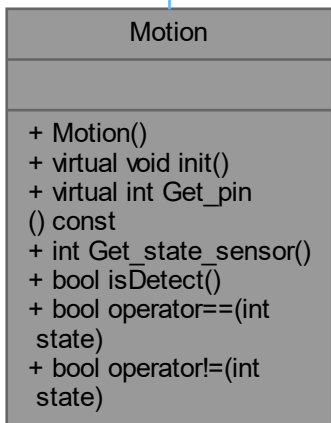 Motion
+ Motion()
+ virtual void init()
+ virtual int Get_pin
() const
+ int Get_state_sensor()
+ bool isDetect()
+ bool operator==(int
state)
+ bool operator!=(int
state)